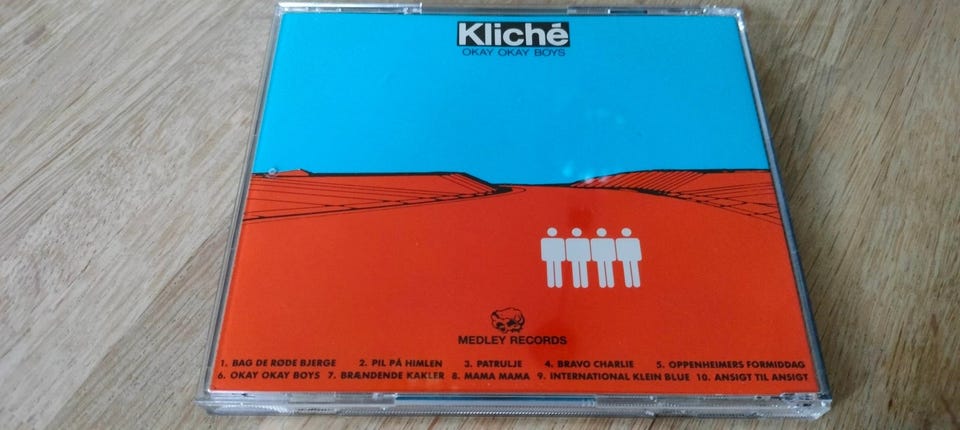 Kliché
OKAY OKAY BOYS
MEDLEY RECORDS
1. BAG DE RØDE BJERGE 2. PIL PÅ HIMLEN 3. PATRULJE 4. BRAVO CHARLIE 5. OPPENHEIMERS FORMIDDAG
6. OKAY OKAY BOYS 7. BRÆNDENDE KAKLER 8. MAMA MAMA 9. INTERNATIONAL KLEIN BLUE 10. ANSIGT TIL ANSIGT